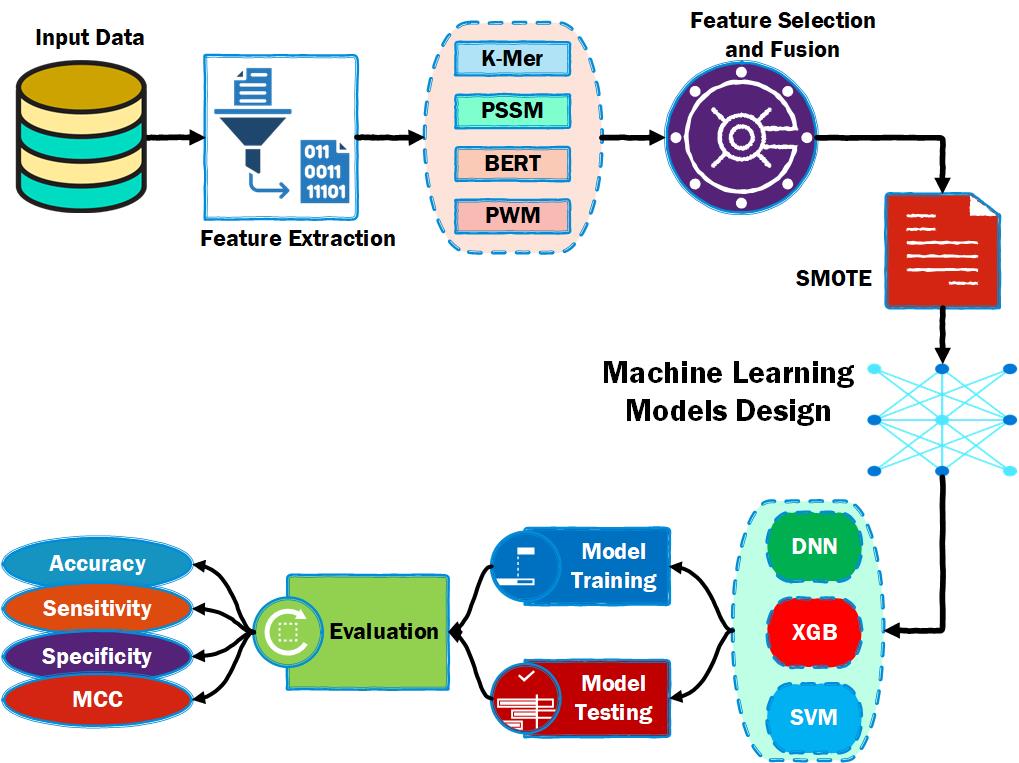 Input Data
Feature Extraction
011
0011
11101
K-Mer
PSSM
BERT
PWM
Feature Selection
and Fusion
SMOTE
Machine Learning
Models Design
DNN
XGB
SVM
Model
Training
Model
Testing
Evaluation
Accuracy
Sensitivity
Specificity
MCC